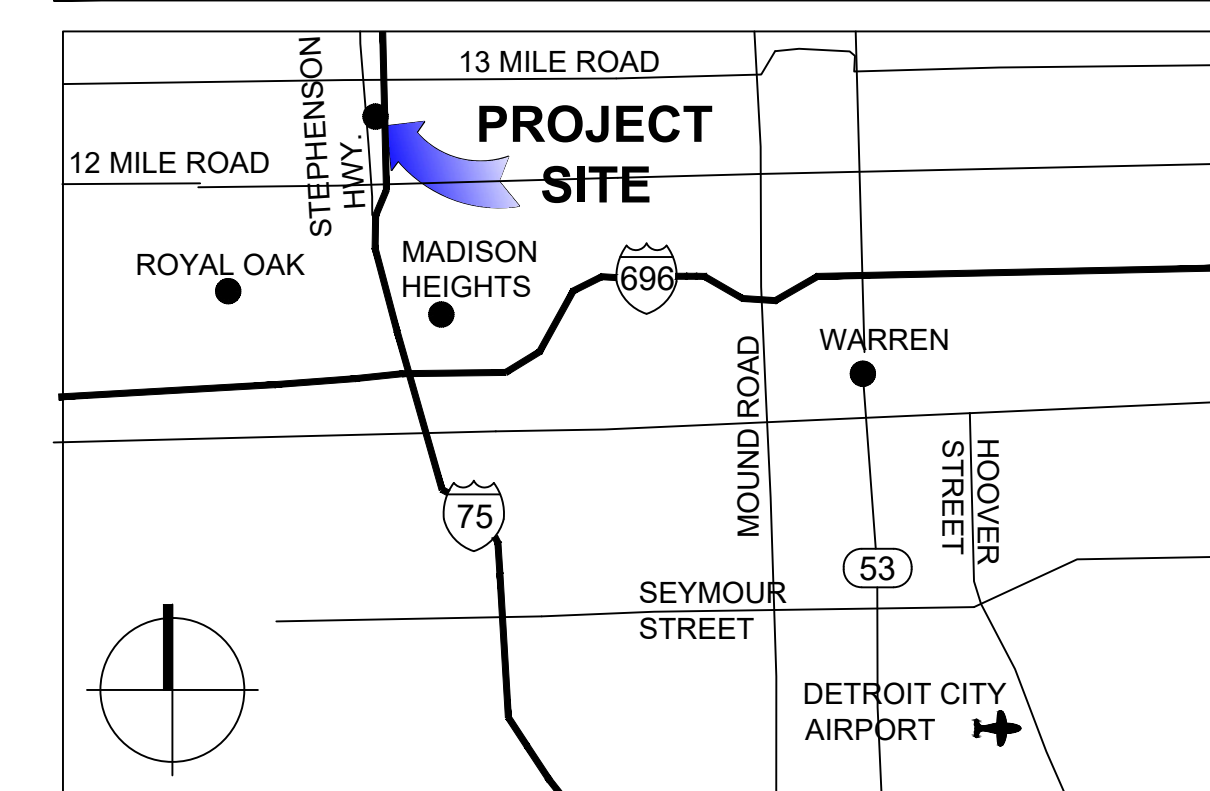 13 MILE ROAD
STEPHENSON
HWY.
PROJECT
SITE
12 MILE ROAD
ROYAL OAK
MADISON
HEIGHTS
696
WARREN
MOUND ROAD
HOOVER
STREET
75
53
SEYMOUR
STREET
DETROIT CITY
AIRPORT